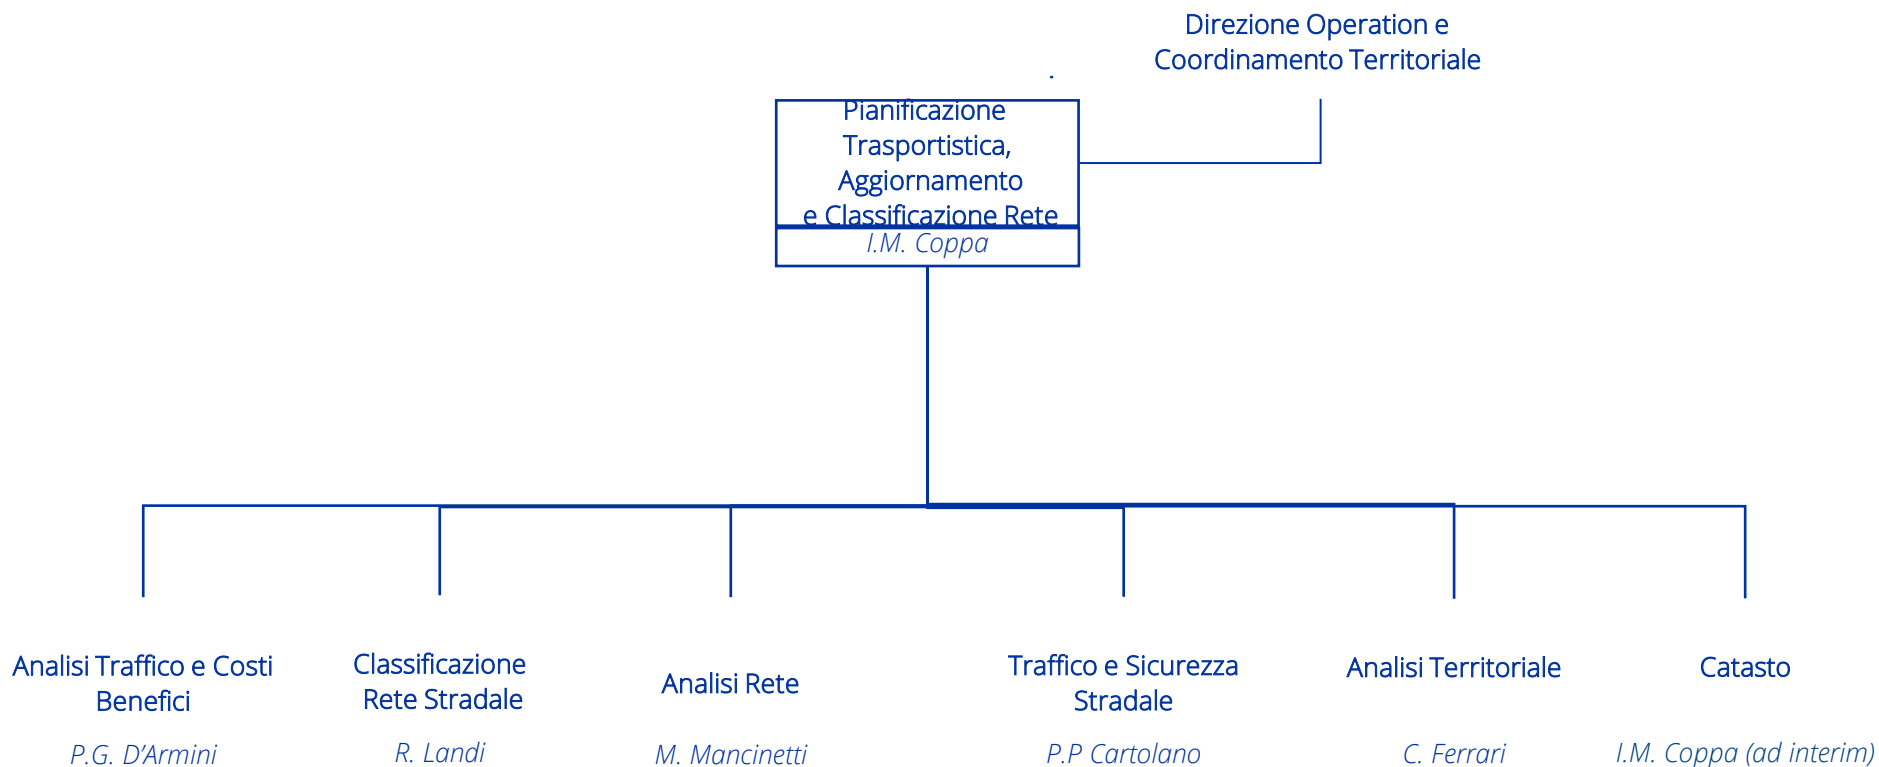 Direzione Operation e
Coordinamento Territoriale
.
Pianificazione
Trasportistica,
Aggiornamento
e Classificazione Rete
I.M. Coppa
Analisi Traffico e Costi
Benefici
P.G. D’Armini
Classificazione
Rete Stradale
R. Landi
Analisi Rete
M. Mancinetti
Traffico e Sicurezza
Stradale
P.P Cartolano
Analisi Territoriale
C. Ferrari
Catasto
I.M. Coppa (ad interim)